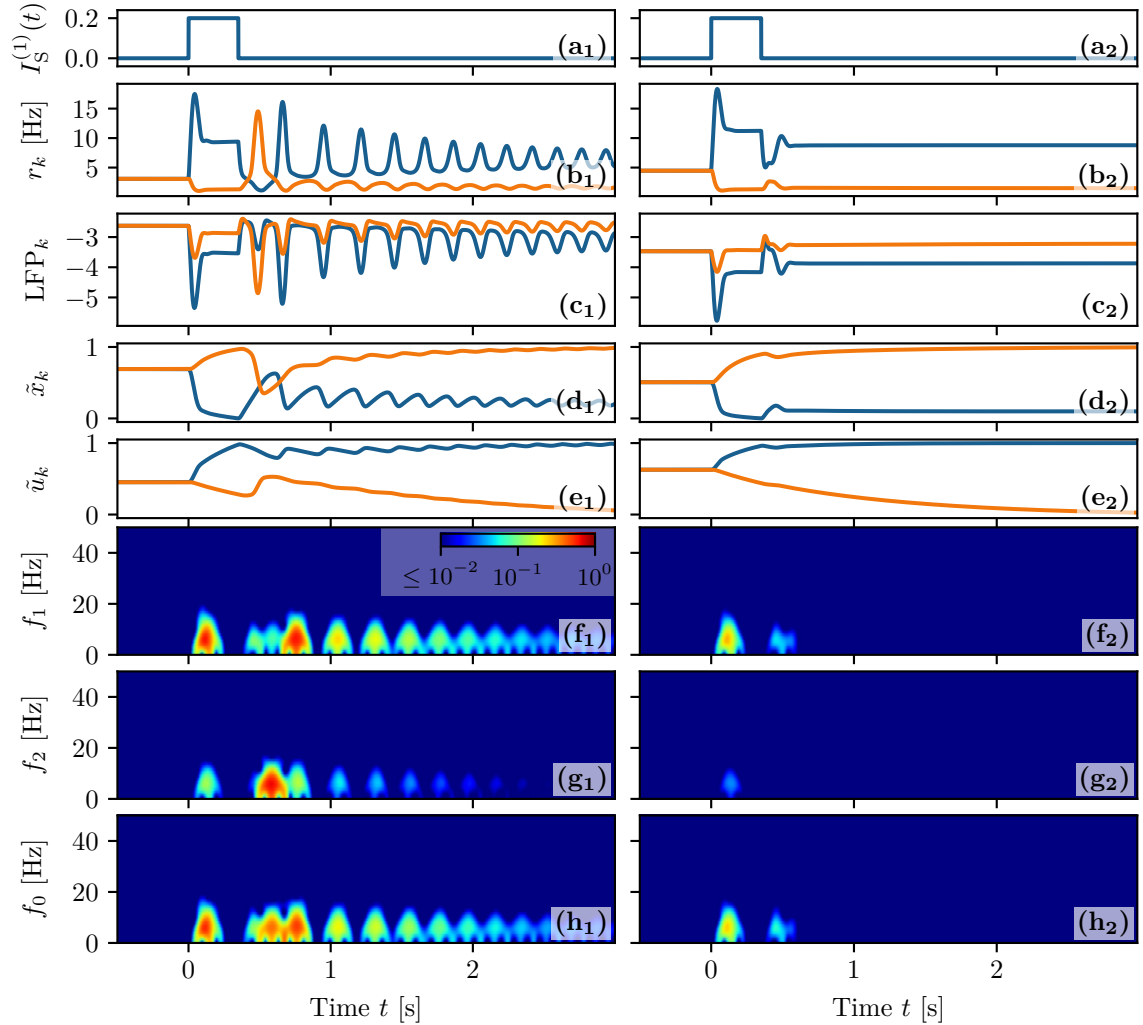 I_S^(1)(t)
0.2
0.0
(a₁)
(a₂)
r_k [Hz]
15
10
5
(b₁)
(b₂)
LFP_k
−3
−4
−5
(c₁)
(c₂)
x̃_k
1
0
(d₁)
(d₂)
ũ_k
1
0
(e₁)
(e₂)
f₁ [Hz]
40
20
0
≤ 10⁻² 10⁻¹ 10⁰
(f₁)
(f₂)
f₂ [Hz]
40
20
0
(g₁)
(g₂)
f₀ [Hz]
40
20
0
(h₁)
(h₂)
0 1 2
0 1 2
Time t [s]
Time t [s]